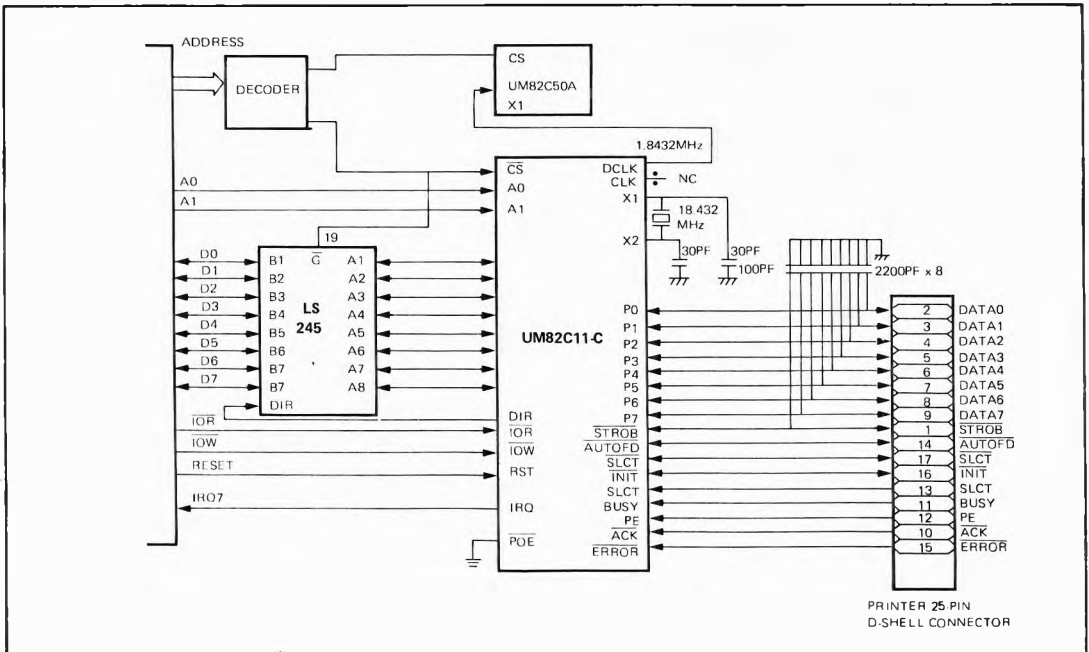 ADDRESS
DECODER
CS
UM82C50A
X1
1.8432MHz
A0
A1
D0
D1
D2
D3
D4
D5
D6
D7
IOR
IOW
RESET
IRQ7
19
G
B1
B2
B3
B4
B5
B6
B7
B7
DIR
LS
245
A1
A2
A3
A4
A5
A6
A7
A8
CS
A0
A1
UM82C11-C
DIR
IOR
IOW
RST
IRQ
POE
DCLK
CLK
X1
X2
NC
18.432
MHz
30PF
30PF
100PF
2200PF x 8
P0
P1
P2
P3
P4
P5
P6
P7
STROB
AUTOFD
SLCT
INIT
SLCT
BUSY
PE
ACK
ERROR
2 DATA0
3 DATA1
4 DATA2
5 DATA3
6 DATA4
7 DATA5
8 DATA6
9 DATA7
1 STROB
14 AUTOFD
17 SLCT
16 INIT
13 SLCT
11 BUSY
12 PE
10 ACK
15 ERROR
PRINTER 25-PIN
D-SHELL CONNECTOR